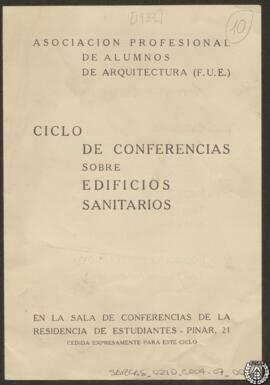 [1932]
10
ASOCIACION PROFESIONAL
DE ALUMNOS
DE ARQUITECTURA (F.U.E.)
CICLO
DE CONFERENCIAS
SOBRE
EDIFICIOS
SANITARIOS
EN LA SALA DE CONFERENCIAS DE LA
RESIDENCIA DE ESTUDIANTES - PINAR, 21
CEDIDA EXPRESAMENTE PARA ESTE CICLO